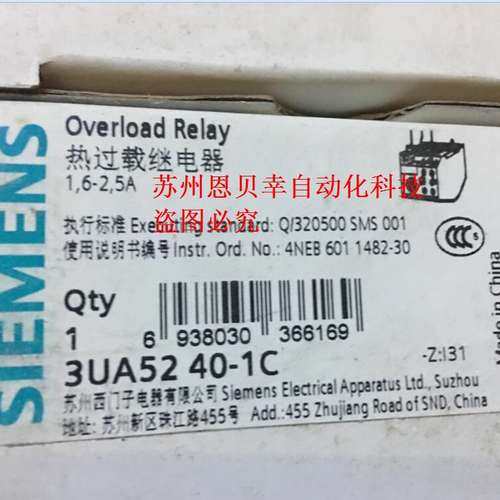 SIEMENS
Overload Relay
热过载继电器
1,6-2,5A
苏州恩贝幸自动化科技
盗图必究
执行标准 Executing standard: Q/320500 SMS 001
使用说明书编号 Instr. Ord. No.: 4NEB 601 1482-30
CCC
Made in China
Qty
1
6 938030 366169
3UA52 40-1C
-Z:I31
苏州西门子电器有限公司 Siemens Electrical Apparatus Ltd., Suzhou
地址: 苏州新区珠江路455号 Add.:455 Zhujiang Road of SND, China